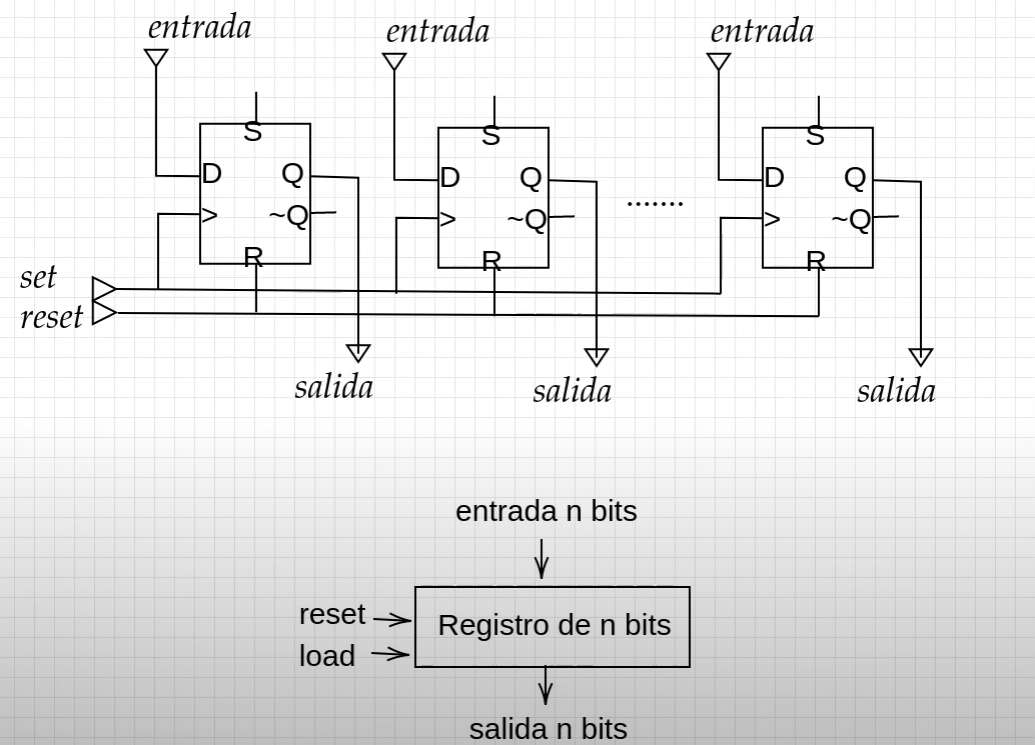 entrada entrada entrada
S S S
D Q D Q ....... D Q
> ~Q > ~Q > ~Q
R R R
set
reset
salida salida salida
entrada n bits
reset
Registro de n bits
load
salida n bits